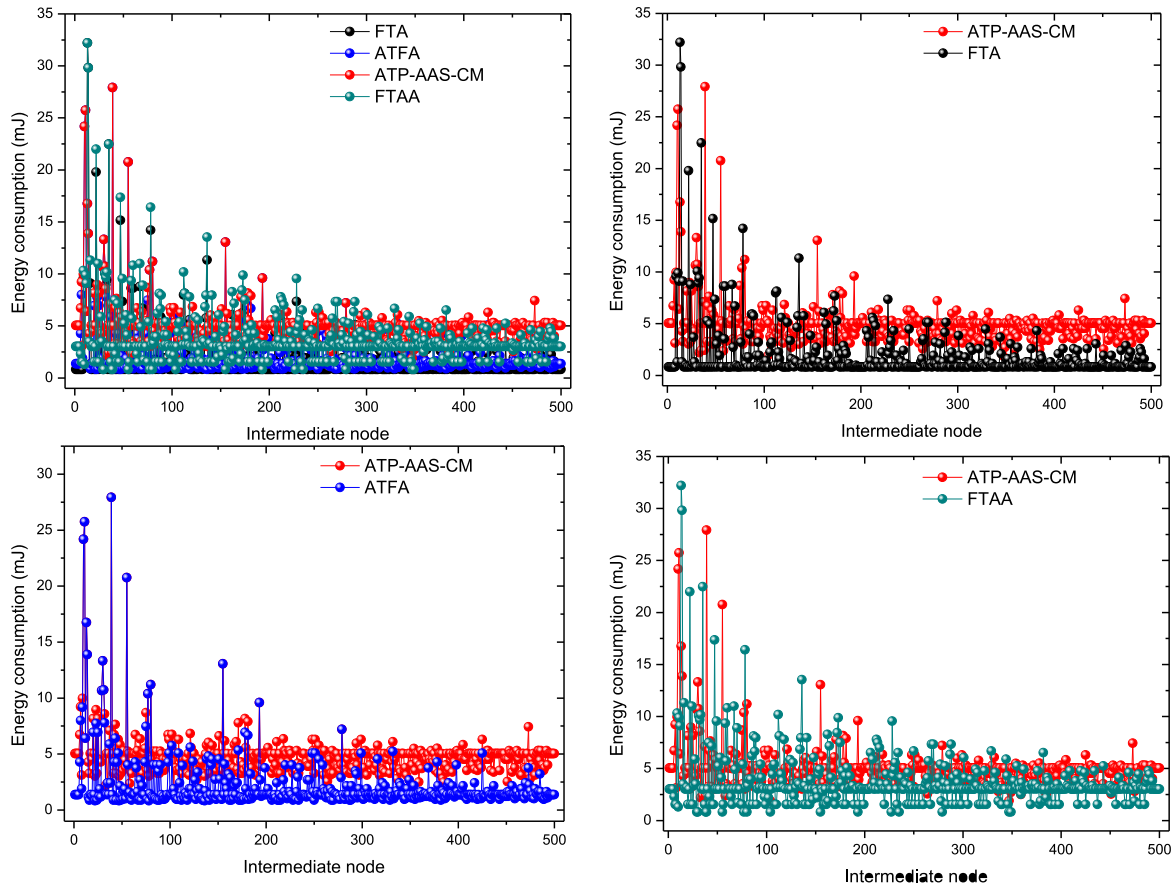 35
30
25
20
15
10
5
0
Energy consumption (mJ)
FTA
ATFA
ATP-AAS-CM
FTAA
0 100 200 300 400 500
Intermediate node
35
30
25
20
15
10
5
0
Energy consumption (mJ)
ATP-AAS-CM
FTA
0 100 200 300 400 500
Intermediate node
30
25
20
15
10
5
0
Energy consumption (mJ)
ATP-AAS-CM
ATFA
0 100 200 300 400 500
Intermediate node
35
30
25
20
15
10
5
0
Energy consumption (mJ)
ATP-AAS-CM
FTAA
0 100 200 300 400 500
Intermediate node